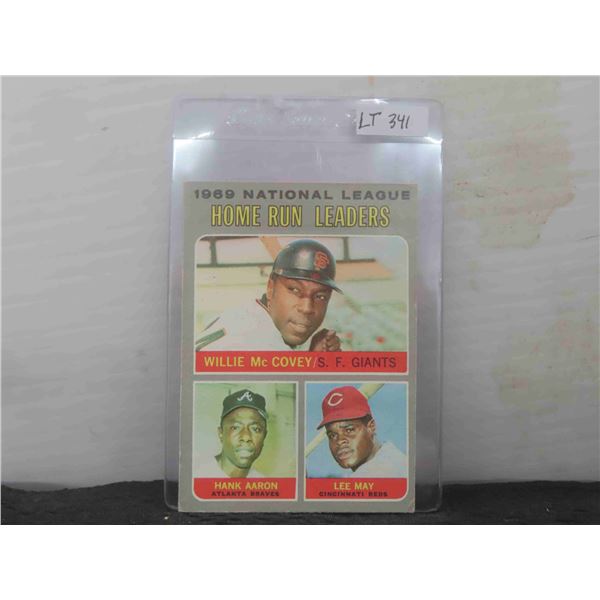 LT 341
1969 NATIONAL LEAGUE
HOME RUN LEADERS
SF
WILLIE Mc COVEY/S. F. GIANTS
A
C
HANK AARON
ATLANTA BRAVES
LEE MAY
CINCINNATI REDS